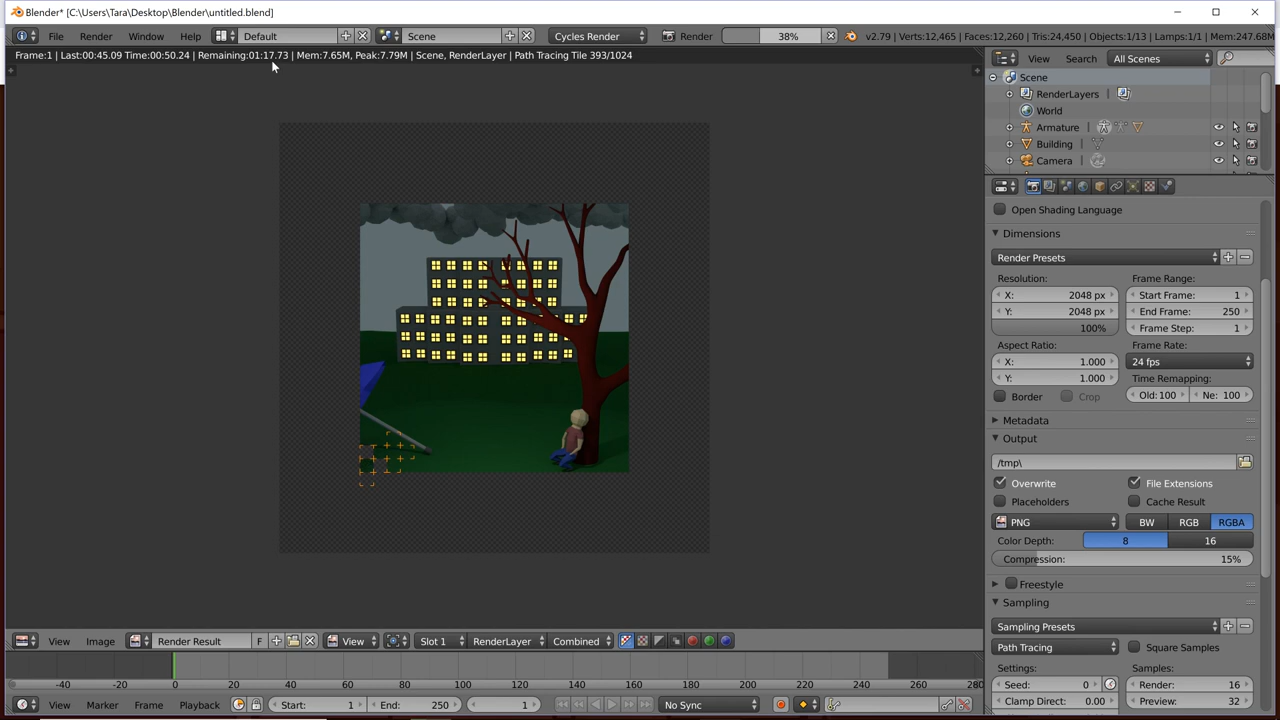 Blender* [C:\Users\Tara\Desktop\Blender\untitled.blend]
File Render Window Help Default Scene Cycles Render Render 38% v2.79 | Verts:12,465 | Faces:12,260 | Tris:24,450 | Objects:1/13 | Lamps:1/1 | Mem:247.68M
Frame:1 | Last:00:45.09 Time:00:50.24 | Remaining:01:17.73 | Mem:7.65M, Peak:7.79M | Scene, RenderLayer | Path Tracing Tile 393/1024
View Search All Scenes
Scene
RenderLayers |
World
Armature |
Building |
Camera |
Open Shading Language
Dimensions
Render Presets
Resolution: Frame Range:
X: 2048 px Start Frame: 1
Y: 2048 px End Frame: 250
100% Frame Step: 1
Aspect Ratio: Frame Rate:
X: 1.000 24 fps
Y: 1.000 Time Remapping:
Border Crop Old: 100 Ne: 100
Metadata
Output
/tmp\
Overwrite File Extensions
Placeholders Cache Result
PNG BW RGB RGBA
Color Depth: 8 16
Compression: 15%
Freestyle
Sampling
Sampling Presets
Path Tracing Square Samples
Settings: Samples:
Seed: 0 Render: 16
Clamp Direct: 0.00 Preview: 32
View Image Render Result F View Slot 1 RenderLayer Combined
-40 -20 0 20 40 60 80 100 120 140 160 180 200 220 240 260 280
View Marker Frame Playback Start: 1 End: 250 1 No Sync